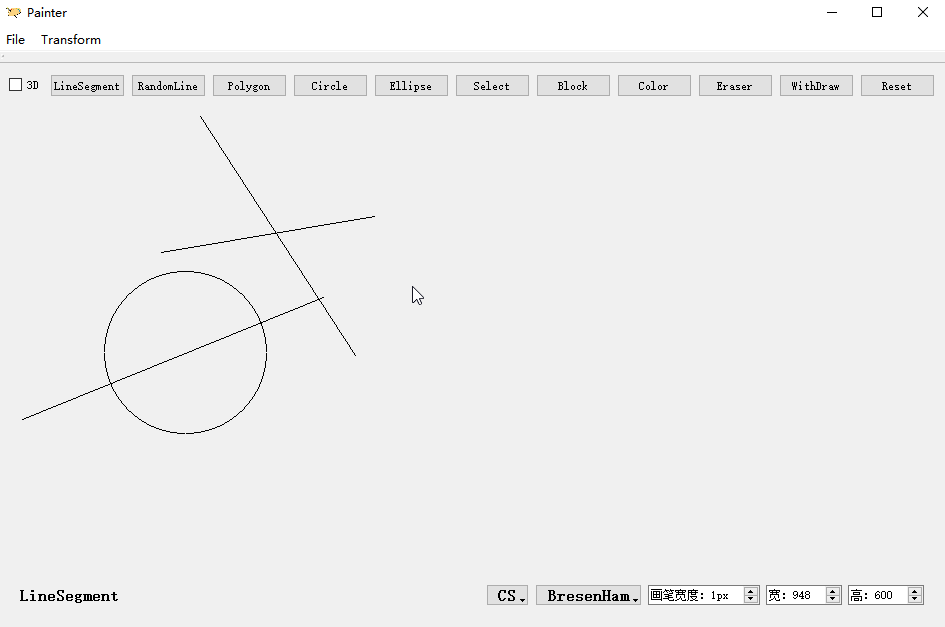 Painter
File Transform
3D LineSegment RandomLine Polygon Circle Ellipse Select Block Color Eraser WithDraw Reset
LineSegment CS BresenHam 画笔宽度：1px 宽：948 高：600